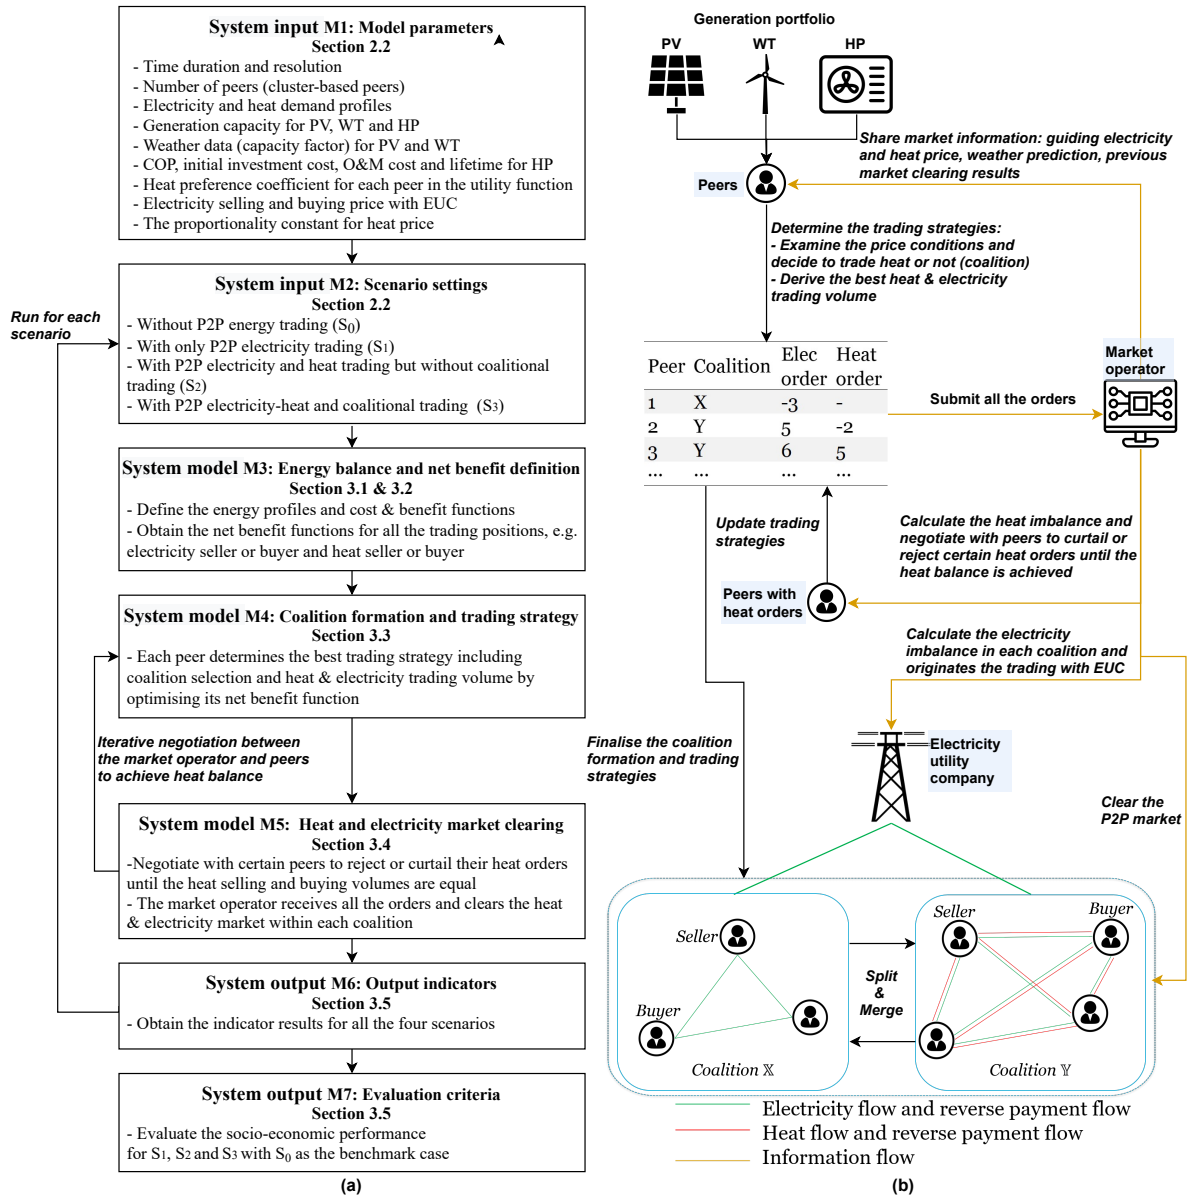 System input M1: Model parameters
Section 2.2
- Time duration and resolution
- Number of peers (cluster-based peers)
- Electricity and heat demand profiles
- Generation capacity for PV, WT and HP
- Weather data (capacity factor) for PV and WT
- COP, initial investment cost, O&M cost and lifetime for HP
- Heat preference coefficient for each peer in the utility function
- Electricity selling and buying price with EUC
- The proportionality constant for heat price
Run for each
scenario
System input M2: Scenario settings
Section 2.2
- Without P2P energy trading (S0)
- With only P2P electricity trading (S1)
- With P2P electricity and heat trading but without coalitional
trading (S2)
- With P2P electricity-heat and coalitional trading (S3)
System model M3: Energy balance and net benefit definition
Section 3.1 & 3.2
- Define the energy profiles and cost & benefit functions
- Obtain the net benefit functions for all the trading positions, e.g.
electricity seller or buyer and heat seller or buyer
System model M4: Coalition formation and trading strategy
Section 3.3
- Each peer determines the best trading strategy including
coalition selection and heat & electricity trading volume by
optimising its net benefit function
Iterative negotiation between
the market operator and peers
to achieve heat balance
System model M5: Heat and electricity market clearing
Section 3.4
-Negotiate with certain peers to reject or curtail their heat orders
until the heat selling and buying volumes are equal
- The market operator receives all the orders and clears the heat
& electricity market within each coalition
System output M6: Output indicators
Section 3.5
- Obtain the indicator results for all the four scenarios
System output M7: Evaluation criteria
Section 3.5
- Evaluate the socio-economic performance
for S1, S2 and S3 with S0 as the benchmark case
(a)
Generation portfolio
PV WT HP
Share market information: guiding electricity
and heat price, weather prediction, previous
market clearing results
Peers
Determine the trading strategies:
- Examine the price conditions and
decide to trade heat or not (coalition)
- Derive the best heat & electricity
trading volume
Peer Coalition Elec order Heat order
1 X -3 -
2 Y 5 -2
3 Y 6 5
... ... ... ...
Submit all the orders
Market
operator
Update trading
strategies
Calculate the heat imbalance and
negotiate with peers to curtail or
reject certain heat orders until the
heat balance is achieved
Peers with
heat orders
Calculate the electricity
imbalance in each coalition and
originates the trading with EUC
Finalise the coalition
formation and trading
strategies
Electricity
utility
company
Clear the
P2P market
Seller
Buyer
Coalition 𝕏
Split
&
Merge
Seller
Buyer
Coalition 𝕐
Electricity flow and reverse payment flow
Heat flow and reverse payment flow
Information flow
(b)